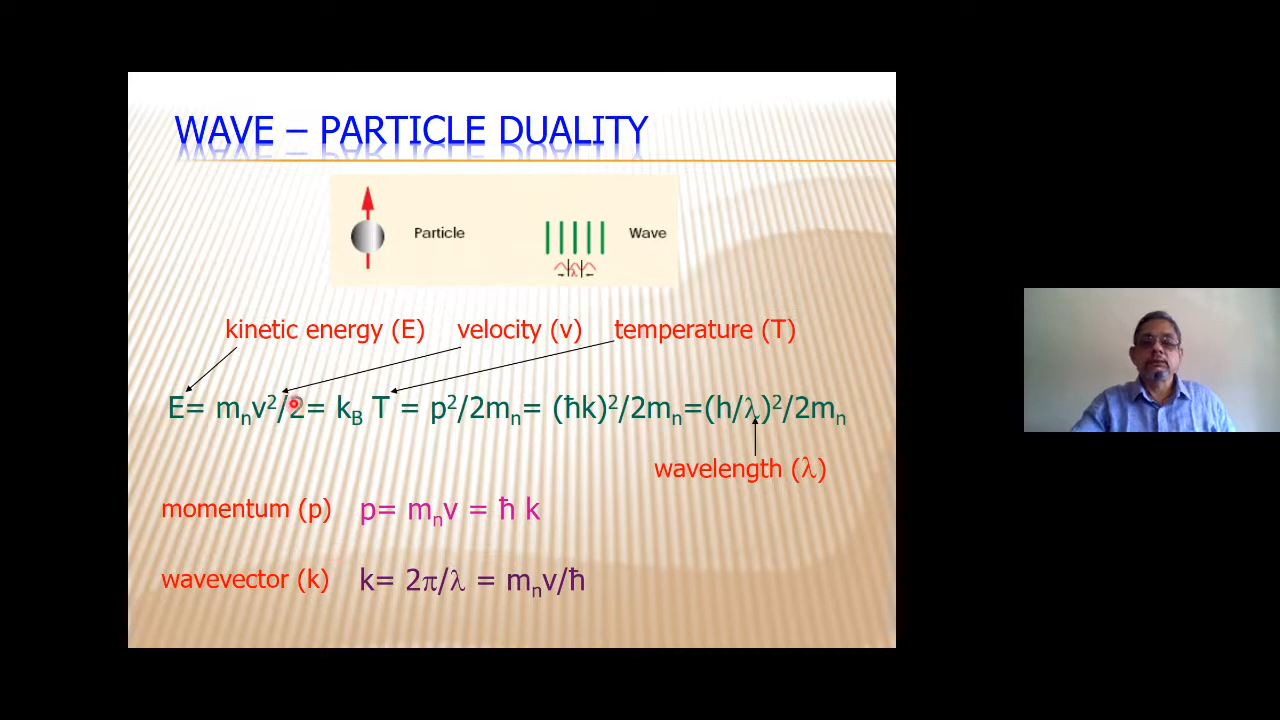 WAVE – PARTICLE DUALITY
Particle
Wave
λ
kinetic energy (E) velocity (v) temperature (T)
E= mₙv²/2= k_B T = p²/2mₙ= (ħk)²/2mₙ=(h/λ)²/2mₙ
wavelength (λ)
momentum (p) p= mₙv = ħ k
wavevector (k) k= 2π/λ = mₙv/ħ